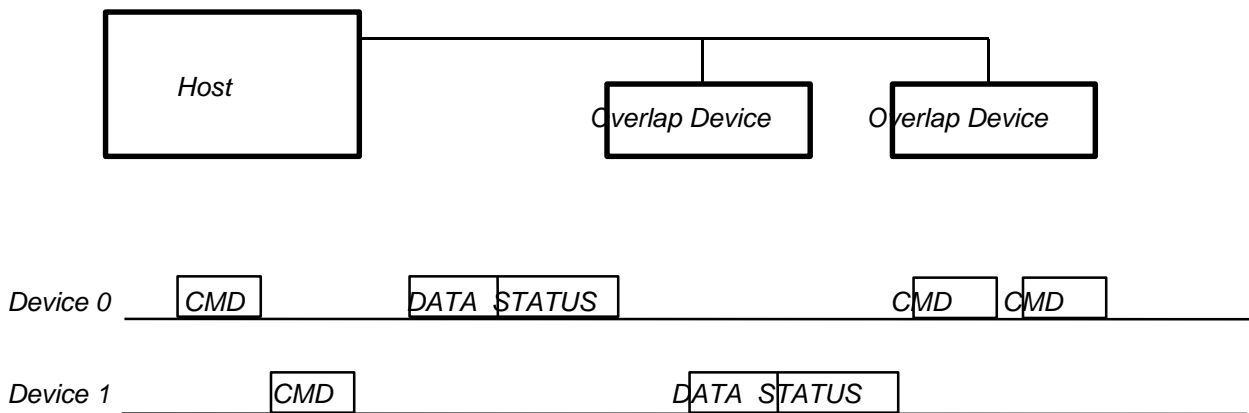 Host
Overlap Device Overlap Device
Device 0 CMD DATA STATUS CMD CMD
Device 1 CMD DATA STATUS